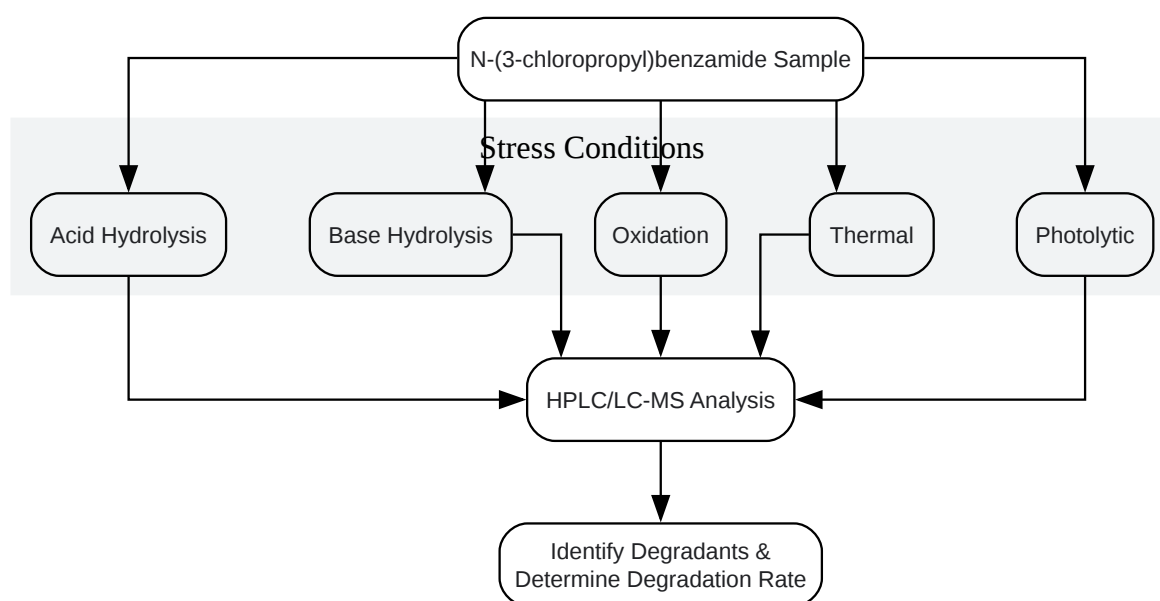 N-(3-chloropropyl)benzamide Sample
Stress Conditions
Acid Hydrolysis
Base Hydrolysis
Oxidation
Thermal
Photolytic
HPLC/LC-MS Analysis
Identify Degradants &
Determine Degradation Rate